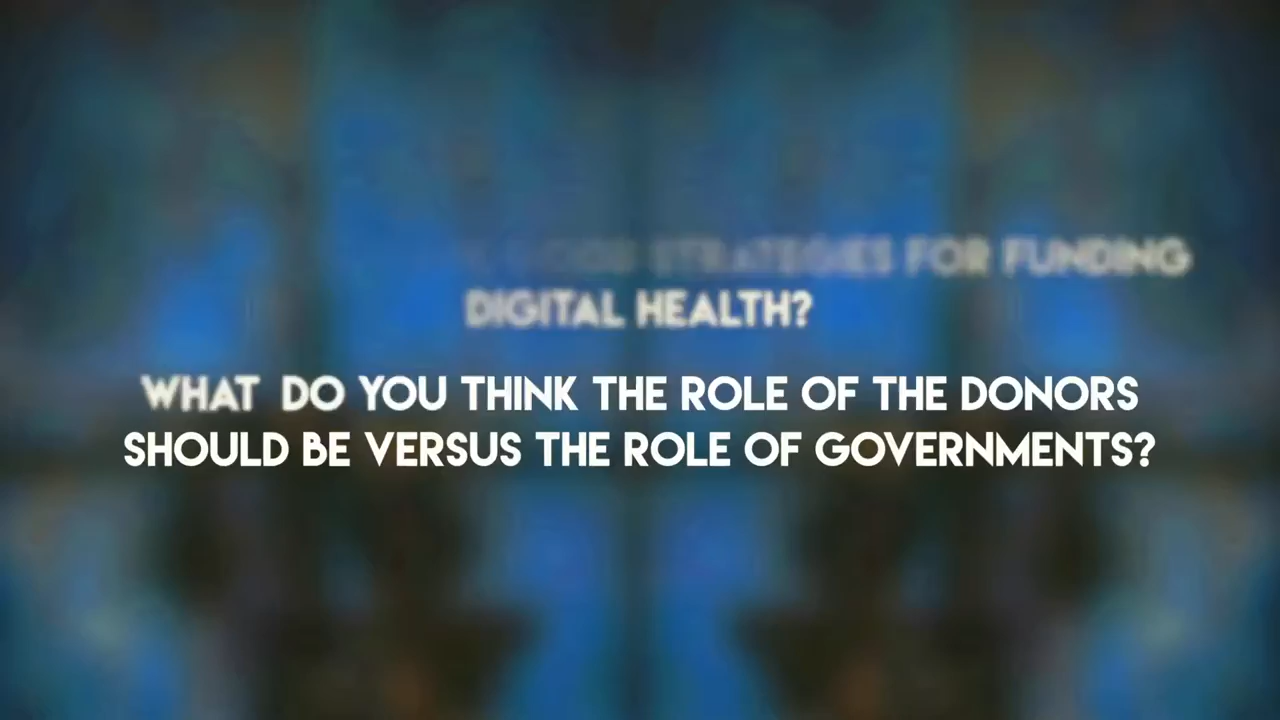 STRATEGIES FOR FUNDING
DIGITAL HEALTH?
WHAT DO YOU THINK THE ROLE OF THE DONORS
SHOULD BE VERSUS THE ROLE OF GOVERNMENTS?